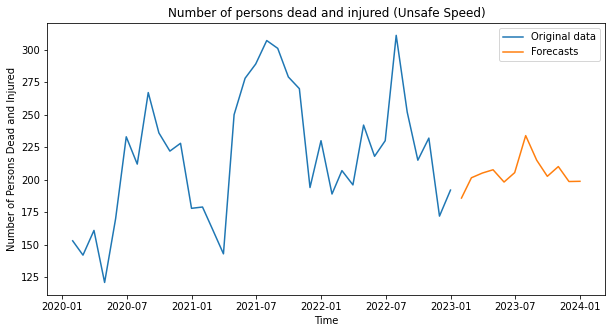 Number of persons dead and injured (Unsafe Speed)
Original data
Forecasts
Number of Persons Dead and Injured
300
275
250
225
200
175
150
125
2020-01 2020-07 2021-01 2021-07 2022-01 2022-07 2023-01 2023-07 2024-01
Time